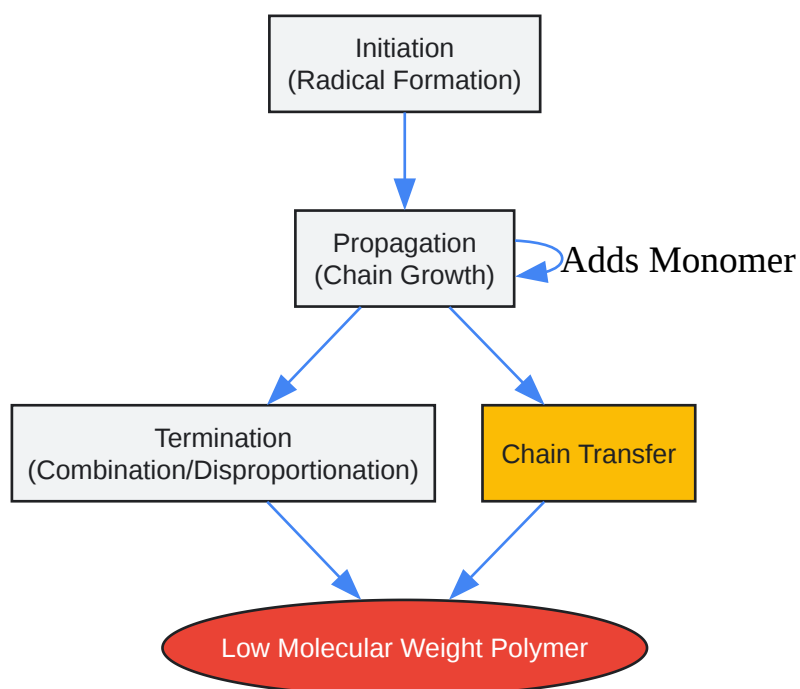 Initiation
(Radical Formation)
Propagation
(Chain Growth)
Adds Monomer
Termination
(Combination/Disproportionation)
Chain Transfer
Low Molecular Weight Polymer